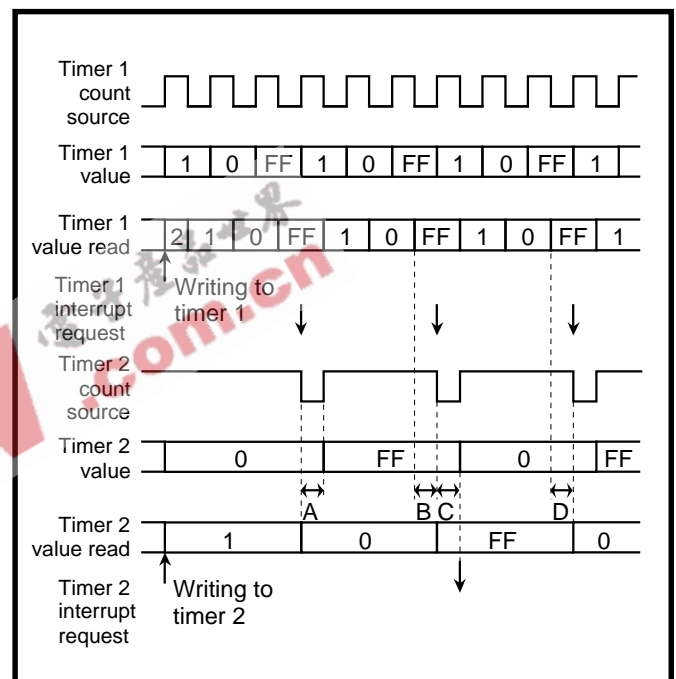 Timer 1
count
source
Timer 1
value
1 0 FF 1 0 FF 1 0 FF 1
Timer 1
value read
2 1 0 FF 1 0 FF 1 0 FF 1
Timer 1
interrupt
request
Writing to
timer 1
Timer 2
count
source
Timer 2
value
0 FF 0 FF
A B C D
Timer 2
value read
1 0 FF 0
Timer 2
interrupt
request
Writing to
timer 2
.com.cn